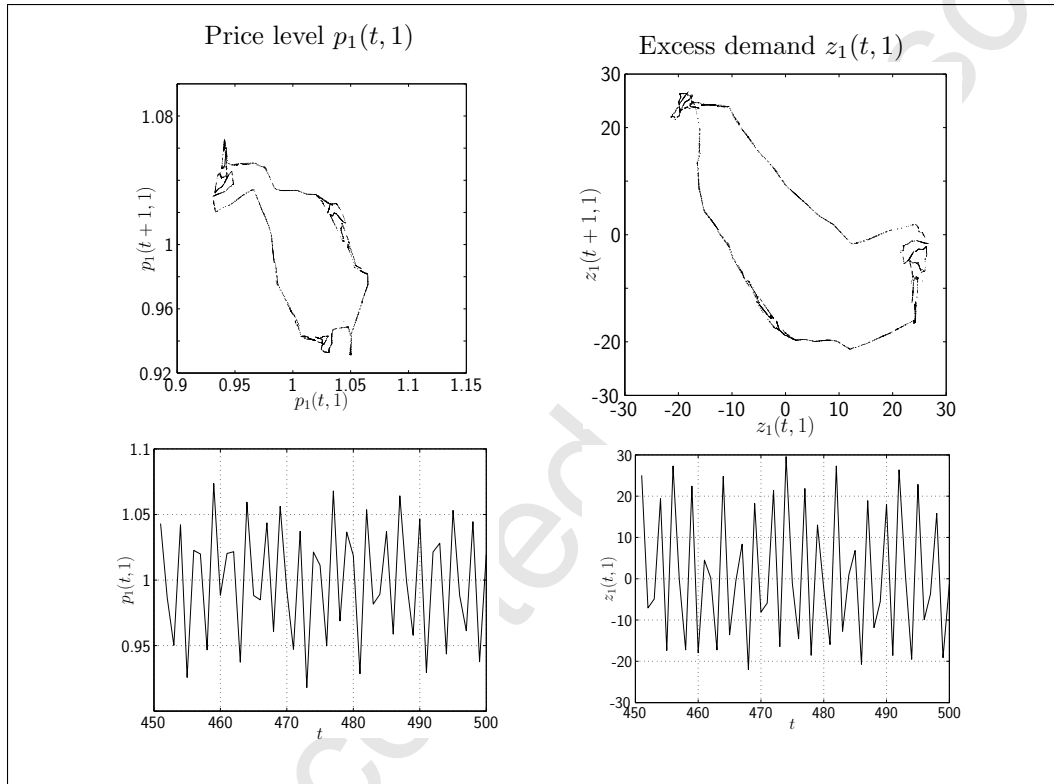 Price level p₁(t, 1)
Excess demand z₁(t, 1)
1.08
1
0.96
0.92
p₁(t + 1, 1)
0.9 0.95 1 1.05 1.1 1.15
p₁(t, 1)
30
20
10
0
-10
-20
-30
z₁(t + 1, 1)
-30 -20 -10 0 10 20 30
z₁(t, 1)
1.1
1.05
1
0.95
p₁(t, 1)
450 460 470 480 490 500
t
30
20
10
0
-10
-20
-30
z₁(t, 1)
450 460 470 480 490 500
t